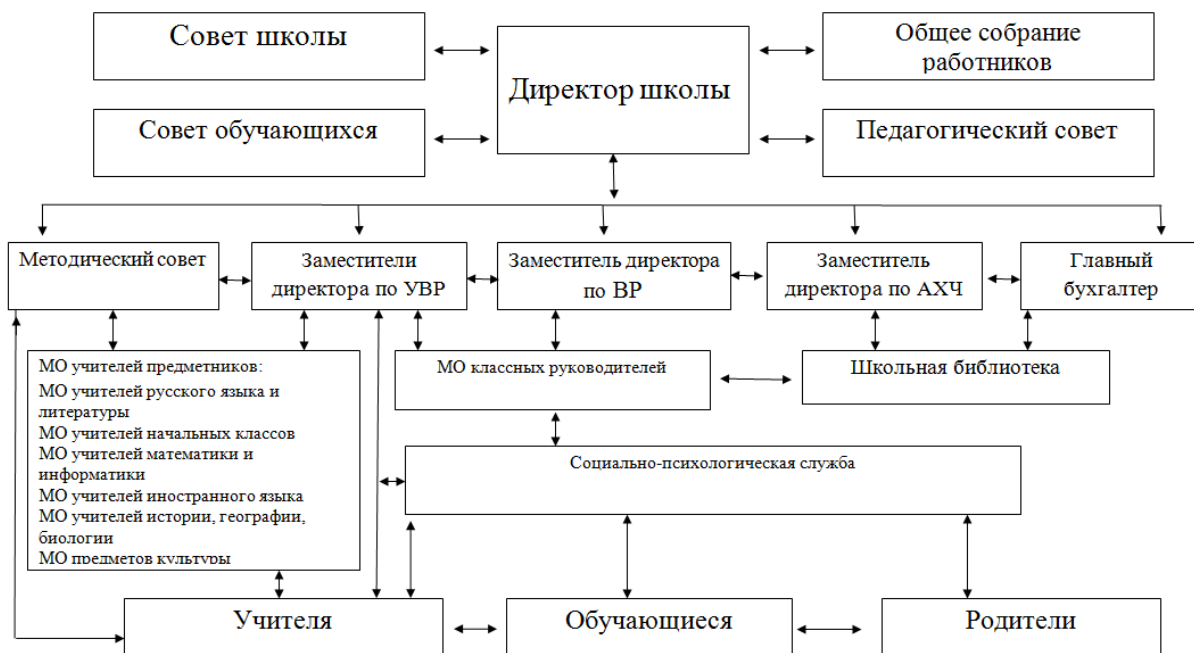 Совет школы
Директор школы
Общее собрание
работников
Совет обучающихся
Педагогический совет
Методический совет
Заместители
директора по УВР
Заместитель директора
по ВР
Заместитель
директора по АХЧ
Главный
бухгалтер
МО учителей предметников:
МО учителей русского языка и
литературы
МО учителей начальных классов
МО учителей математики и
информатики
МО учителей иностранного языка
МО учителей истории, географии,
биологии
МО предметов культуры
МО классных руководителей
Школьная библиотека
Социально-психологическая служба
Учителя
Обучающиеся
Родители